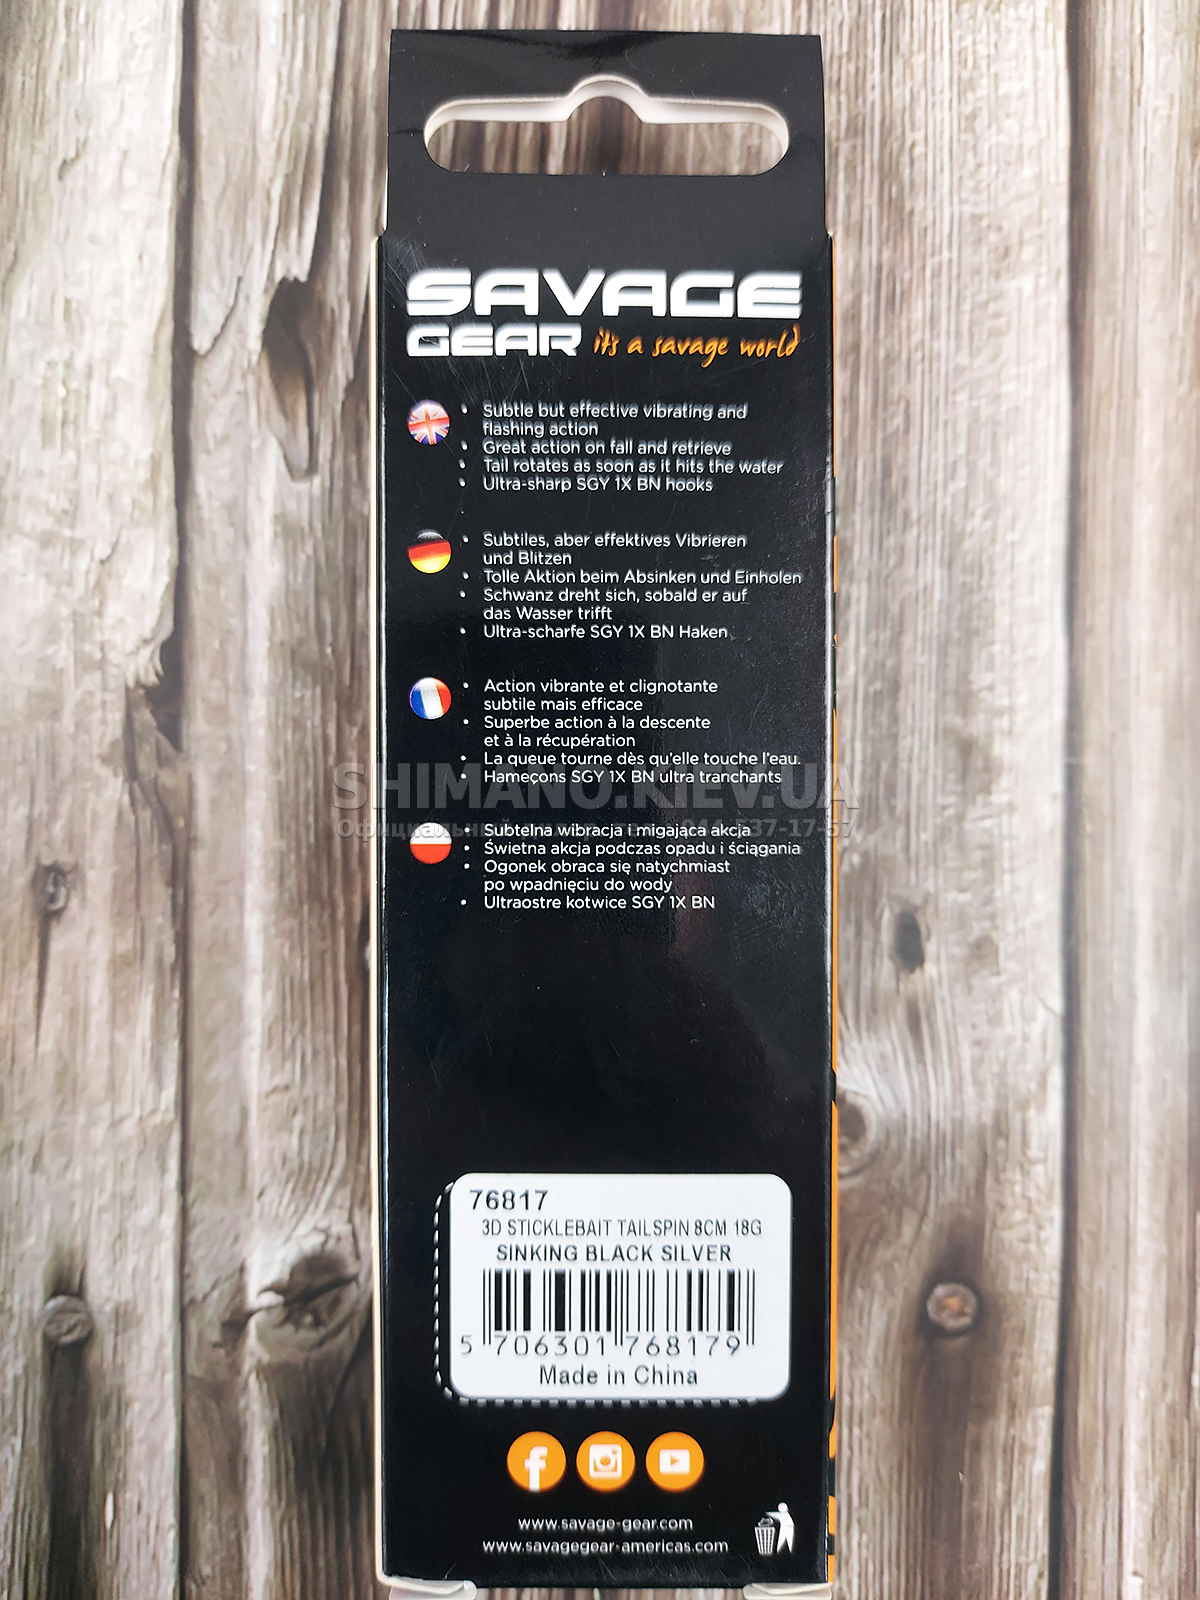 SAVAGE
GEAR it's a savage world
• Subtle but effective vibrating and
flashing action
• Great action on fall and retrieve
• Tail rotates as soon as it hits the water
• Ultra-sharp SGY 1X BN hooks
• Subtiles, aber effektives Vibrieren
und Blitzen
• Tolle Aktion beim Absinken und Einholen
• Schwanz dreht sich, sobald er auf
das Wasser trifft
• Ultra-scharfe SGY 1X BN Haken
• Action vibrante et clignotante
subtile mais efficace
• Superbe action à la descente
et à la récupération
• La queue tourne dès qu'elle touche l'eau.
• Hameçons SGY 1X BN ultra tranchants
SHIMANO.KIEV.UA
Официальный 044 537-17-57
• Subtelna wibracja i migająca akcja
• Świetna akcja podczas opadu i ściągania
• Ogonek obraca się natychmiast
po wpadnięciu do wody
• Ultraostre kotwice SGY 1X BN
76817
3D STICKLEBAIT TAILSPIN 8CM 18G
SINKING BLACK SILVER
5 706301 768179
Made in China
www.savage-gear.com
www.savagegear-americas.com